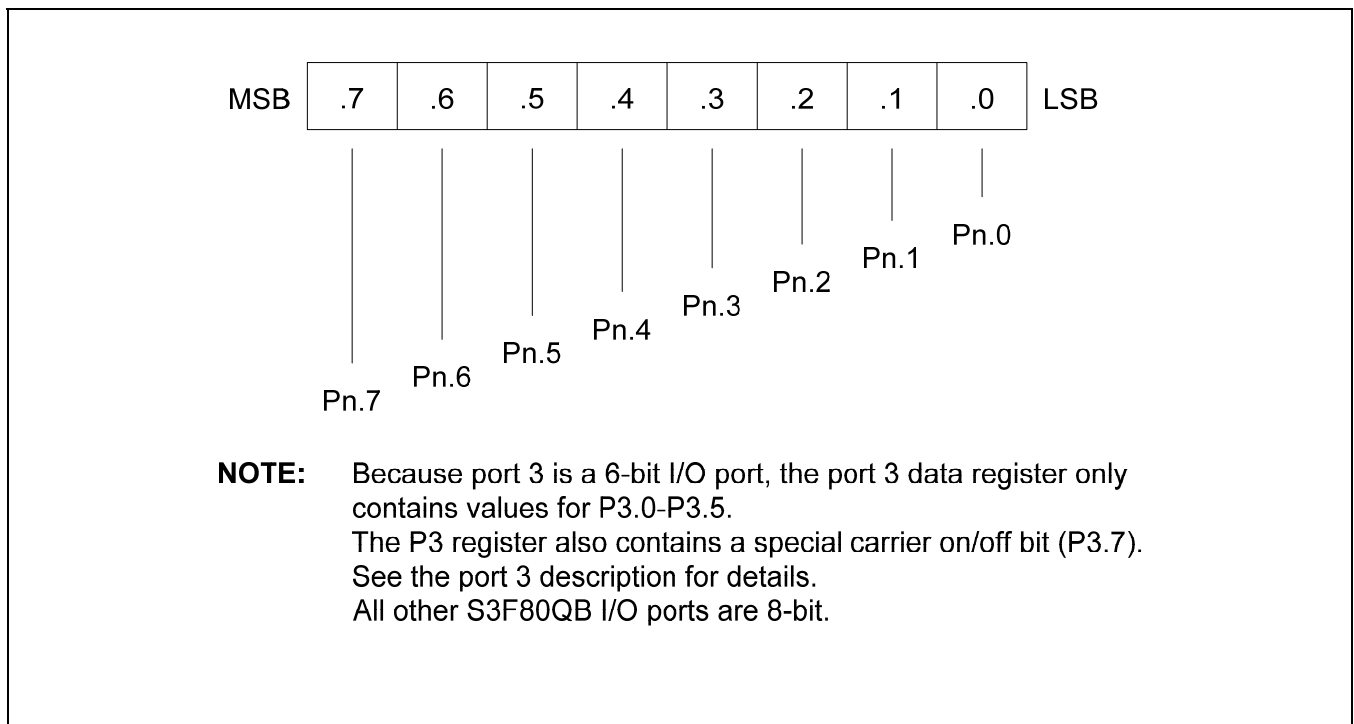 MSB .7 .6 .5 .4 .3 .2 .1 .0 LSB
Pn.0
Pn.1
Pn.2
Pn.3
Pn.4
Pn.5
Pn.6
Pn.7
NOTE: Because port 3 is a 6-bit I/O port, the port 3 data register only
contains values for P3.0-P3.5.
The P3 register also contains a special carrier on/off bit (P3.7).
See the port 3 description for details.
All other S3F80QB I/O ports are 8-bit.